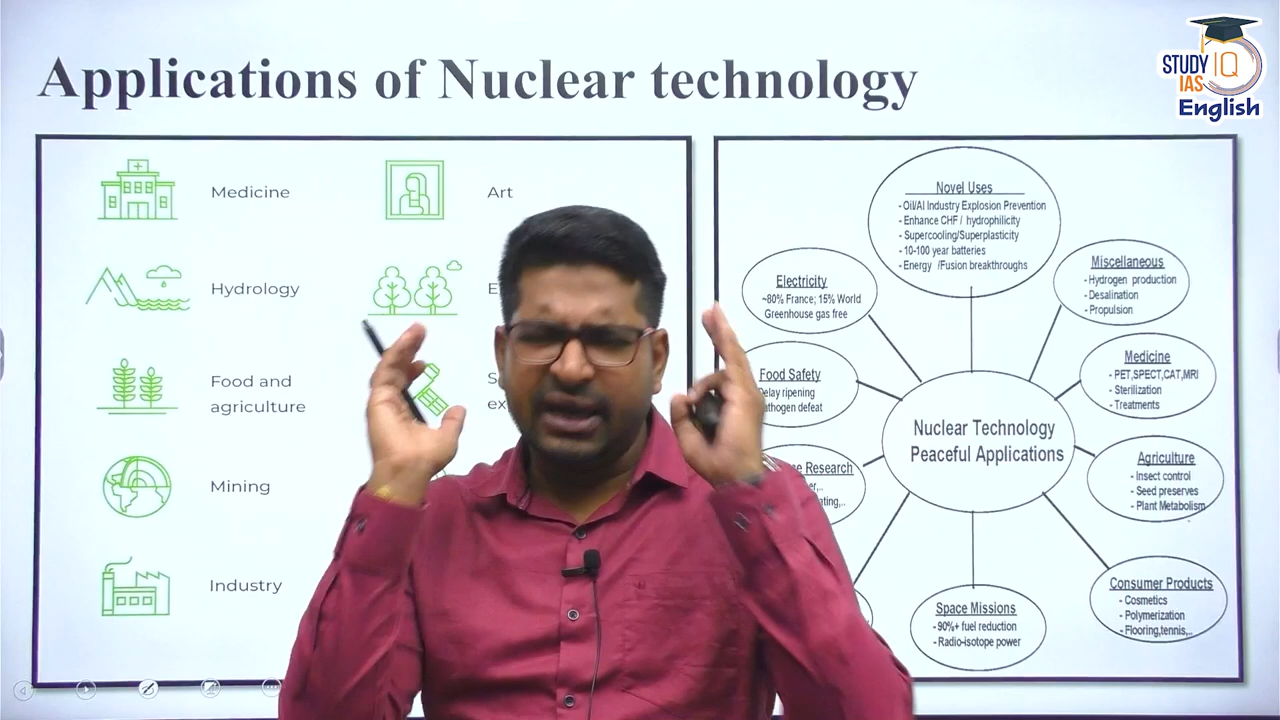 Applications of Nuclear technology
STUDY IQ
IAS
English
Medicine
Art
Hydrology
Food and
agriculture
Mining
Industry
Novel Uses
- Oil/AI Industry Explosion Prevention
- Enhance CHF / hydrophilicity
- Supercooling/Superplasticity
- 10-100 year batteries
- Energy /Fusion breakthroughs
Electricity
~80% France; 15% World
Greenhouse gas free
Miscellaneous
- Hydrogen production
- Desalination
- Propulsion
Food Safety
Delay ripening
defeat
Medicine
- PET,SPECT,CAT,MRI
- Sterilization
- Treatments
Nuclear Technology
Peaceful Applications
Research
Agriculture
- Insect control
- Seed preserves
- Plant Metabolism
Space Missions
- 90%+ fuel reduction
- Radio-isotope power
Consumer Products
- Cosmetics
- Polymerization
- Flooring,tennis,..